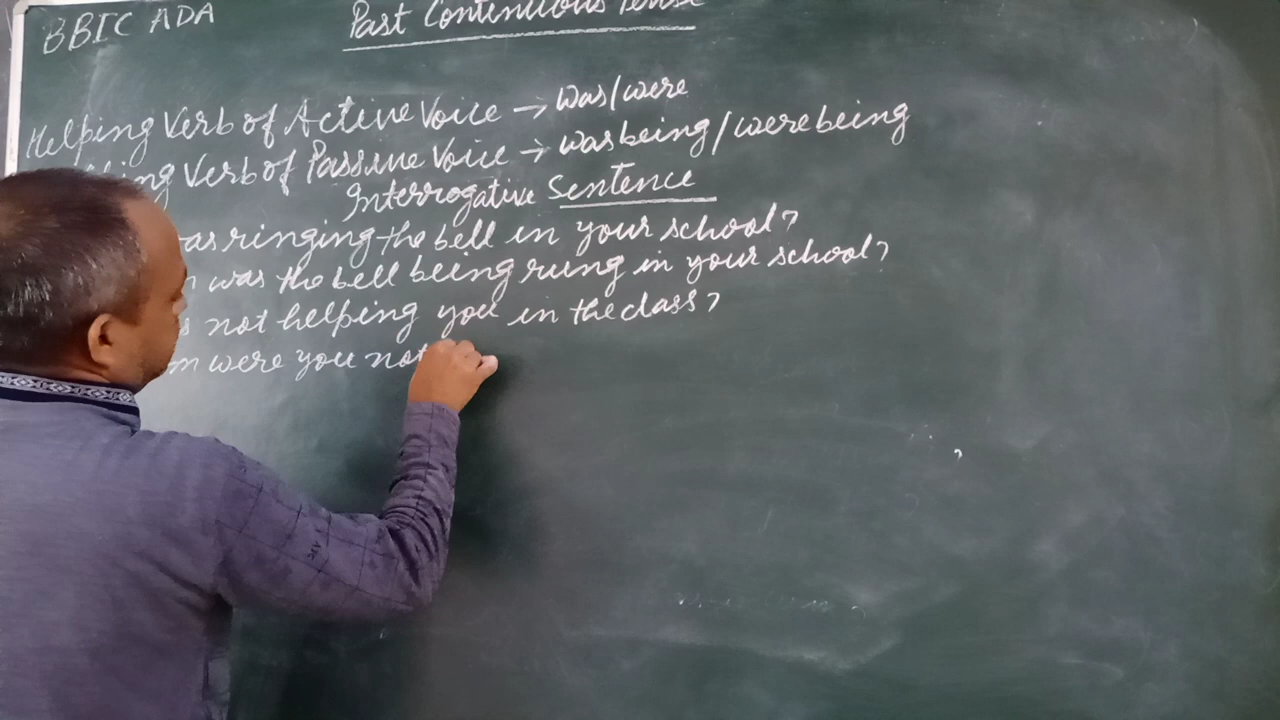 BBIC ADA
Past Continuous Tense
Helping Verb of Active Voice → was/were
Verb of Passive Voice → was being/were being
Interrogative Sentence
ringing the bell in your school?
was the bell being rung in your school?
not helping you in the class?
were you not